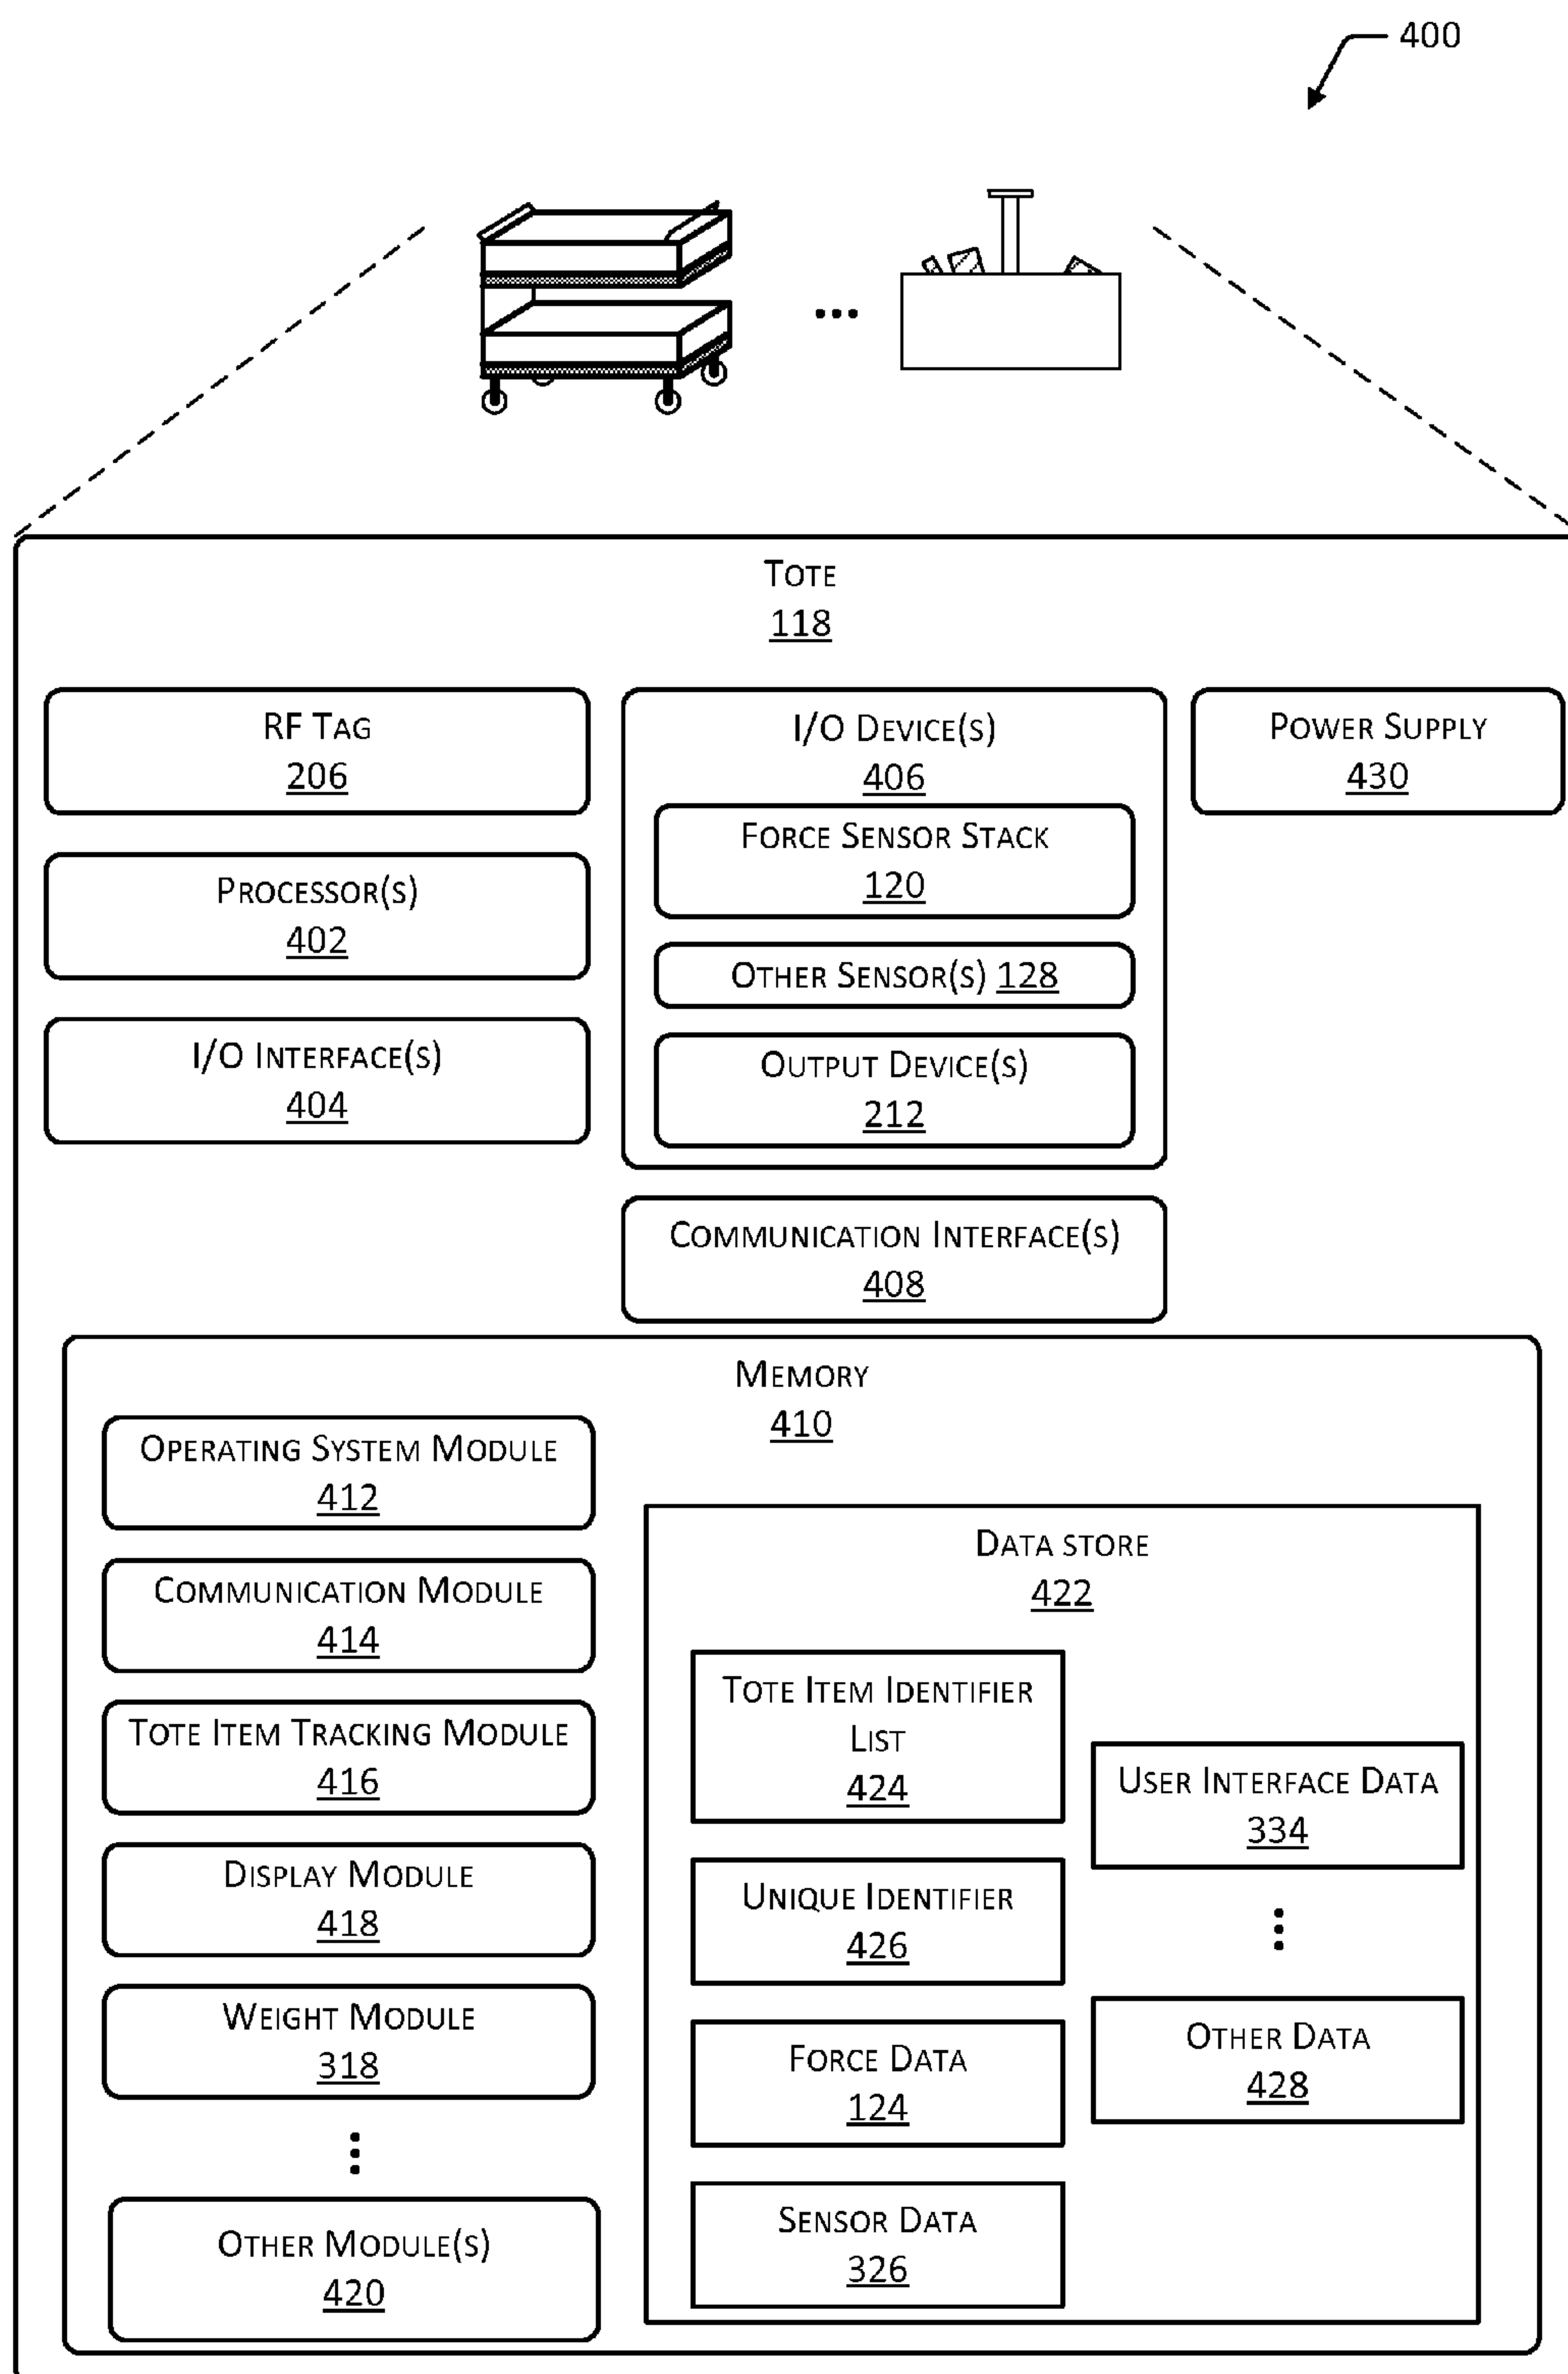 400
TOTE
118
RF TAG
206
PROCESSOR(S)
402
I/O INTERFACE(S)
404
I/O DEVICE(S)
406
FORCE SENSOR STACK
120
OTHER SENSOR(S) 128
OUTPUT DEVICE(S)
212
POWER SUPPLY
430
COMMUNICATION INTERFACE(S)
408
MEMORY
410
OPERATING SYSTEM MODULE
412
COMMUNICATION MODULE
414
TOTE ITEM TRACKING MODULE
416
DISPLAY MODULE
418
WEIGHT MODULE
318
OTHER MODULE(S)
420
DATA STORE
422
TOTE ITEM IDENTIFIER
LIST
424
UNIQUE IDENTIFIER
426
FORCE DATA
124
SENSOR DATA
326
USER INTERFACE DATA
334
OTHER DATA
428